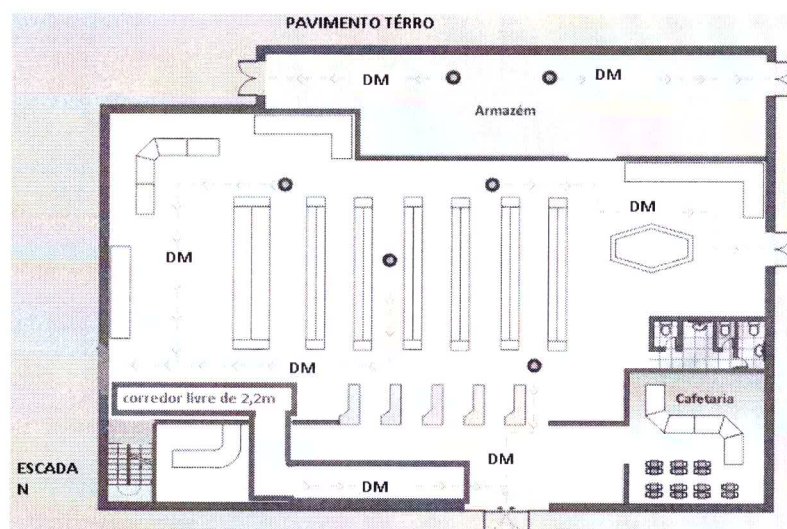 PAVIMENTO TÉRRO
DM
DM
Armazém
DM
DM
DM
corredor livre de 2,2m
Cafetaria
ESCADA
N
DM
DM